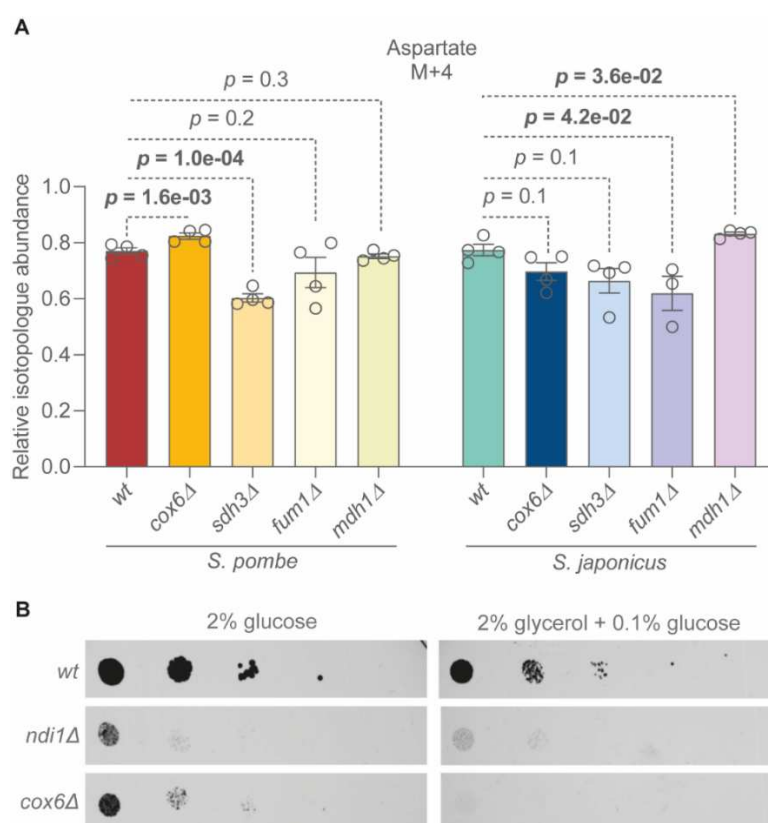 A
Aspartate
M+4
p = 0.3
p = 0.2
p = 1.0e-04
p = 1.6e-03
p = 3.6e-02
p = 4.2e-02
p = 0.1
p = 0.1
Relative isotopologue abundance
1.0
0.8
0.6
0.4
0.2
0.0
wt
cox6Δ
sdh3Δ
fum1Δ
mdh1Δ
wt
cox6Δ
sdh3Δ
fum1Δ
mdh1Δ
S. pombe
S. japonicus
B
2% glucose
2% glycerol + 0.1% glucose
wt
ndi1Δ
cox6Δ